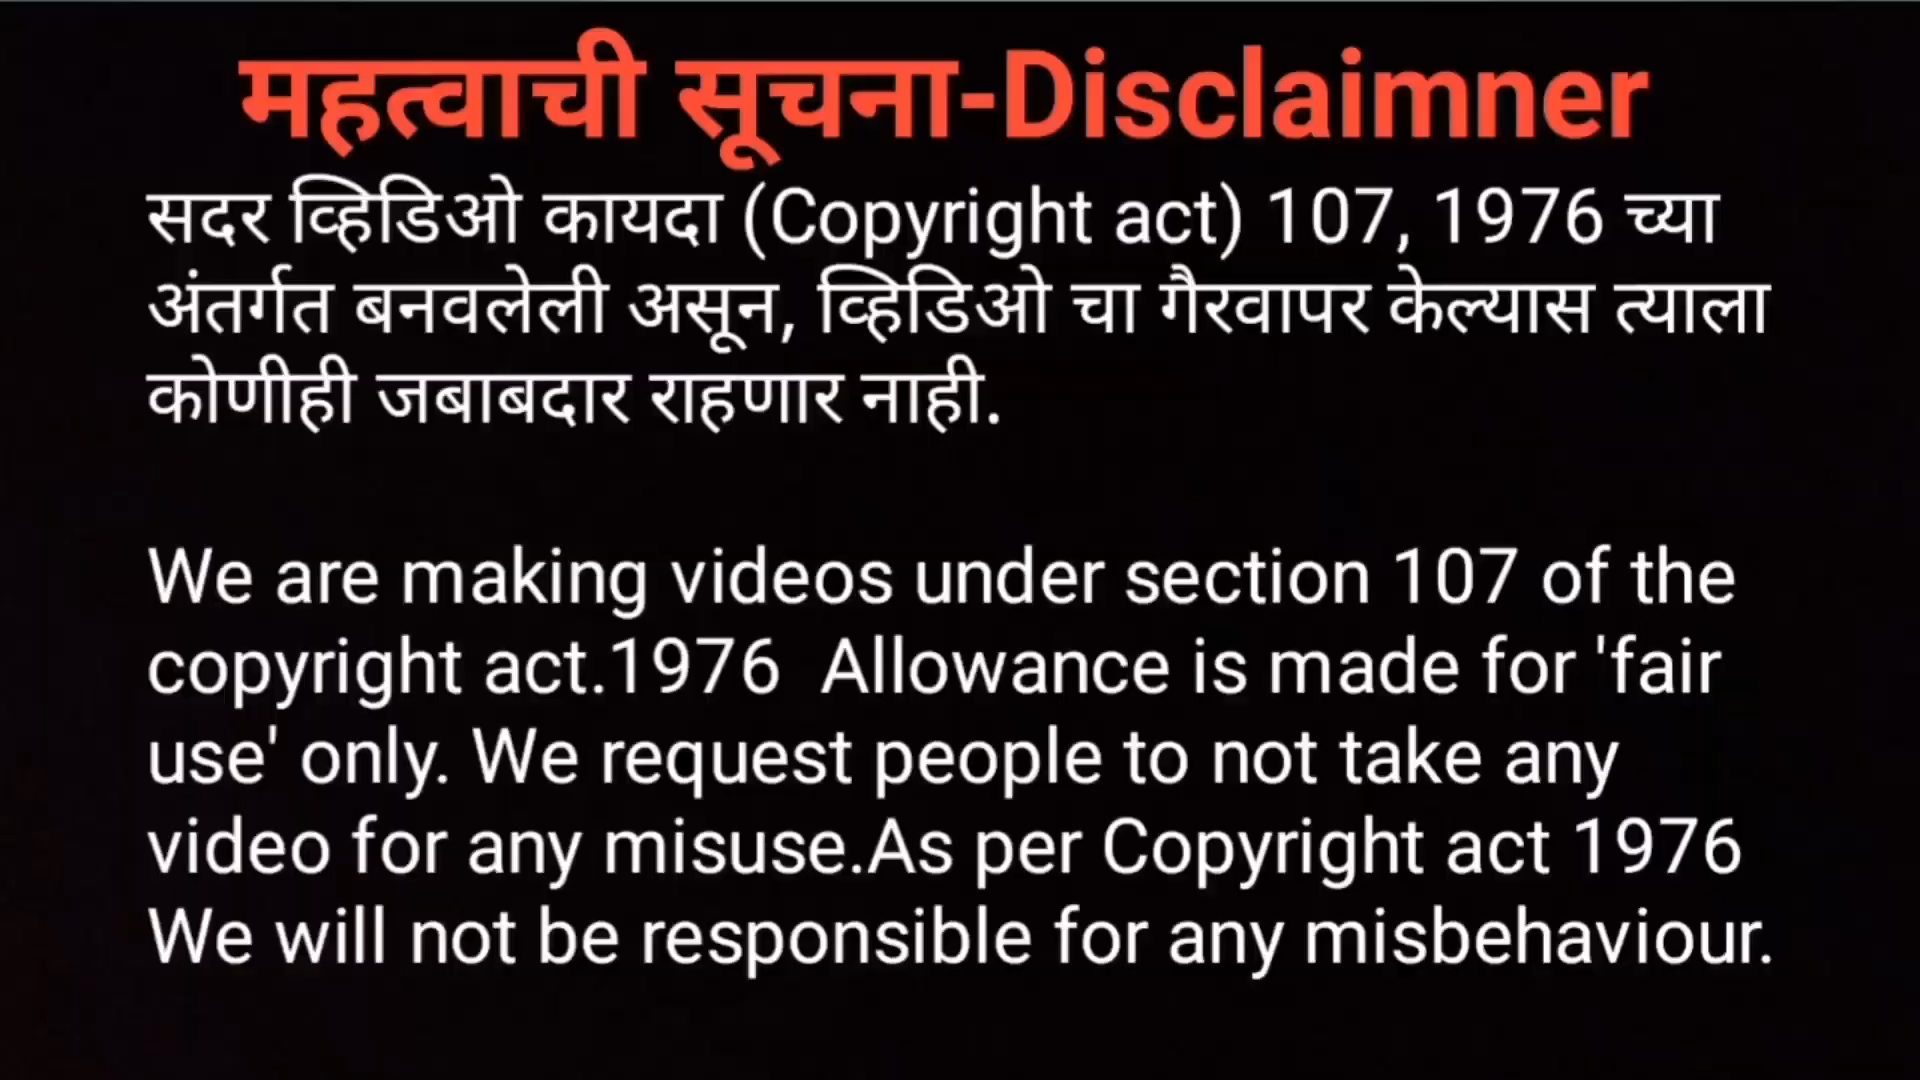 महत्वाची सूचना-Disclaimner
सदर व्हिडिओ कायदा (Copyright act) 107, 1976 च्या
अंतर्गत बनवलेली असून, व्हिडिओ चा गैरवापर केल्यास त्याला
कोणीही जबाबदार राहणार नाही.
We are making videos under section 107 of the
copyright act.1976  Allowance is made for 'fair
use' only. We request people to not take any
video for any misuse.As per Copyright act 1976
We will not be responsible for any misbehaviour.